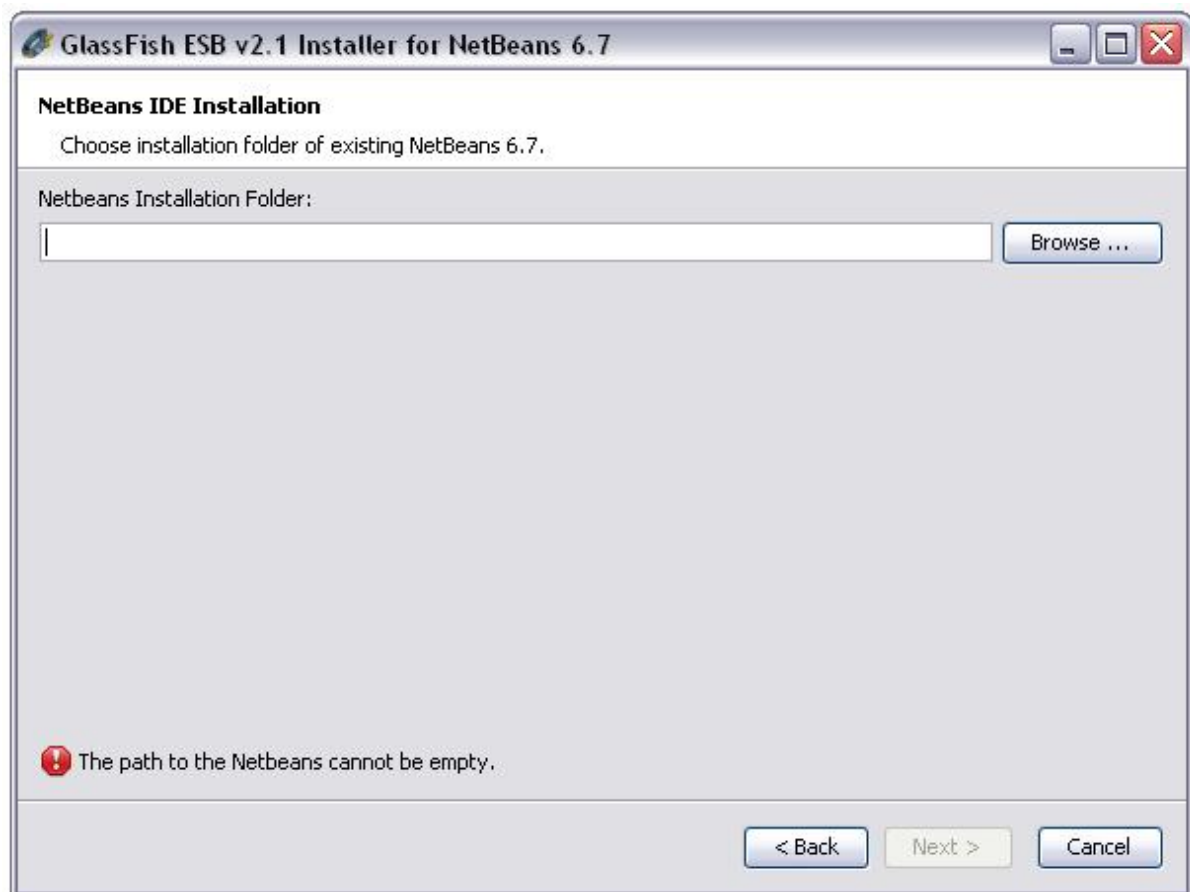 GlassFish ESB v2.1 Installer for NetBeans 6.7
NetBeans IDE Installation
Choose installation folder of existing NetBeans 6.7.
Netbeans Installation Folder:
Browse ...
The path to the Netbeans cannot be empty.
< Back
Next >
Cancel